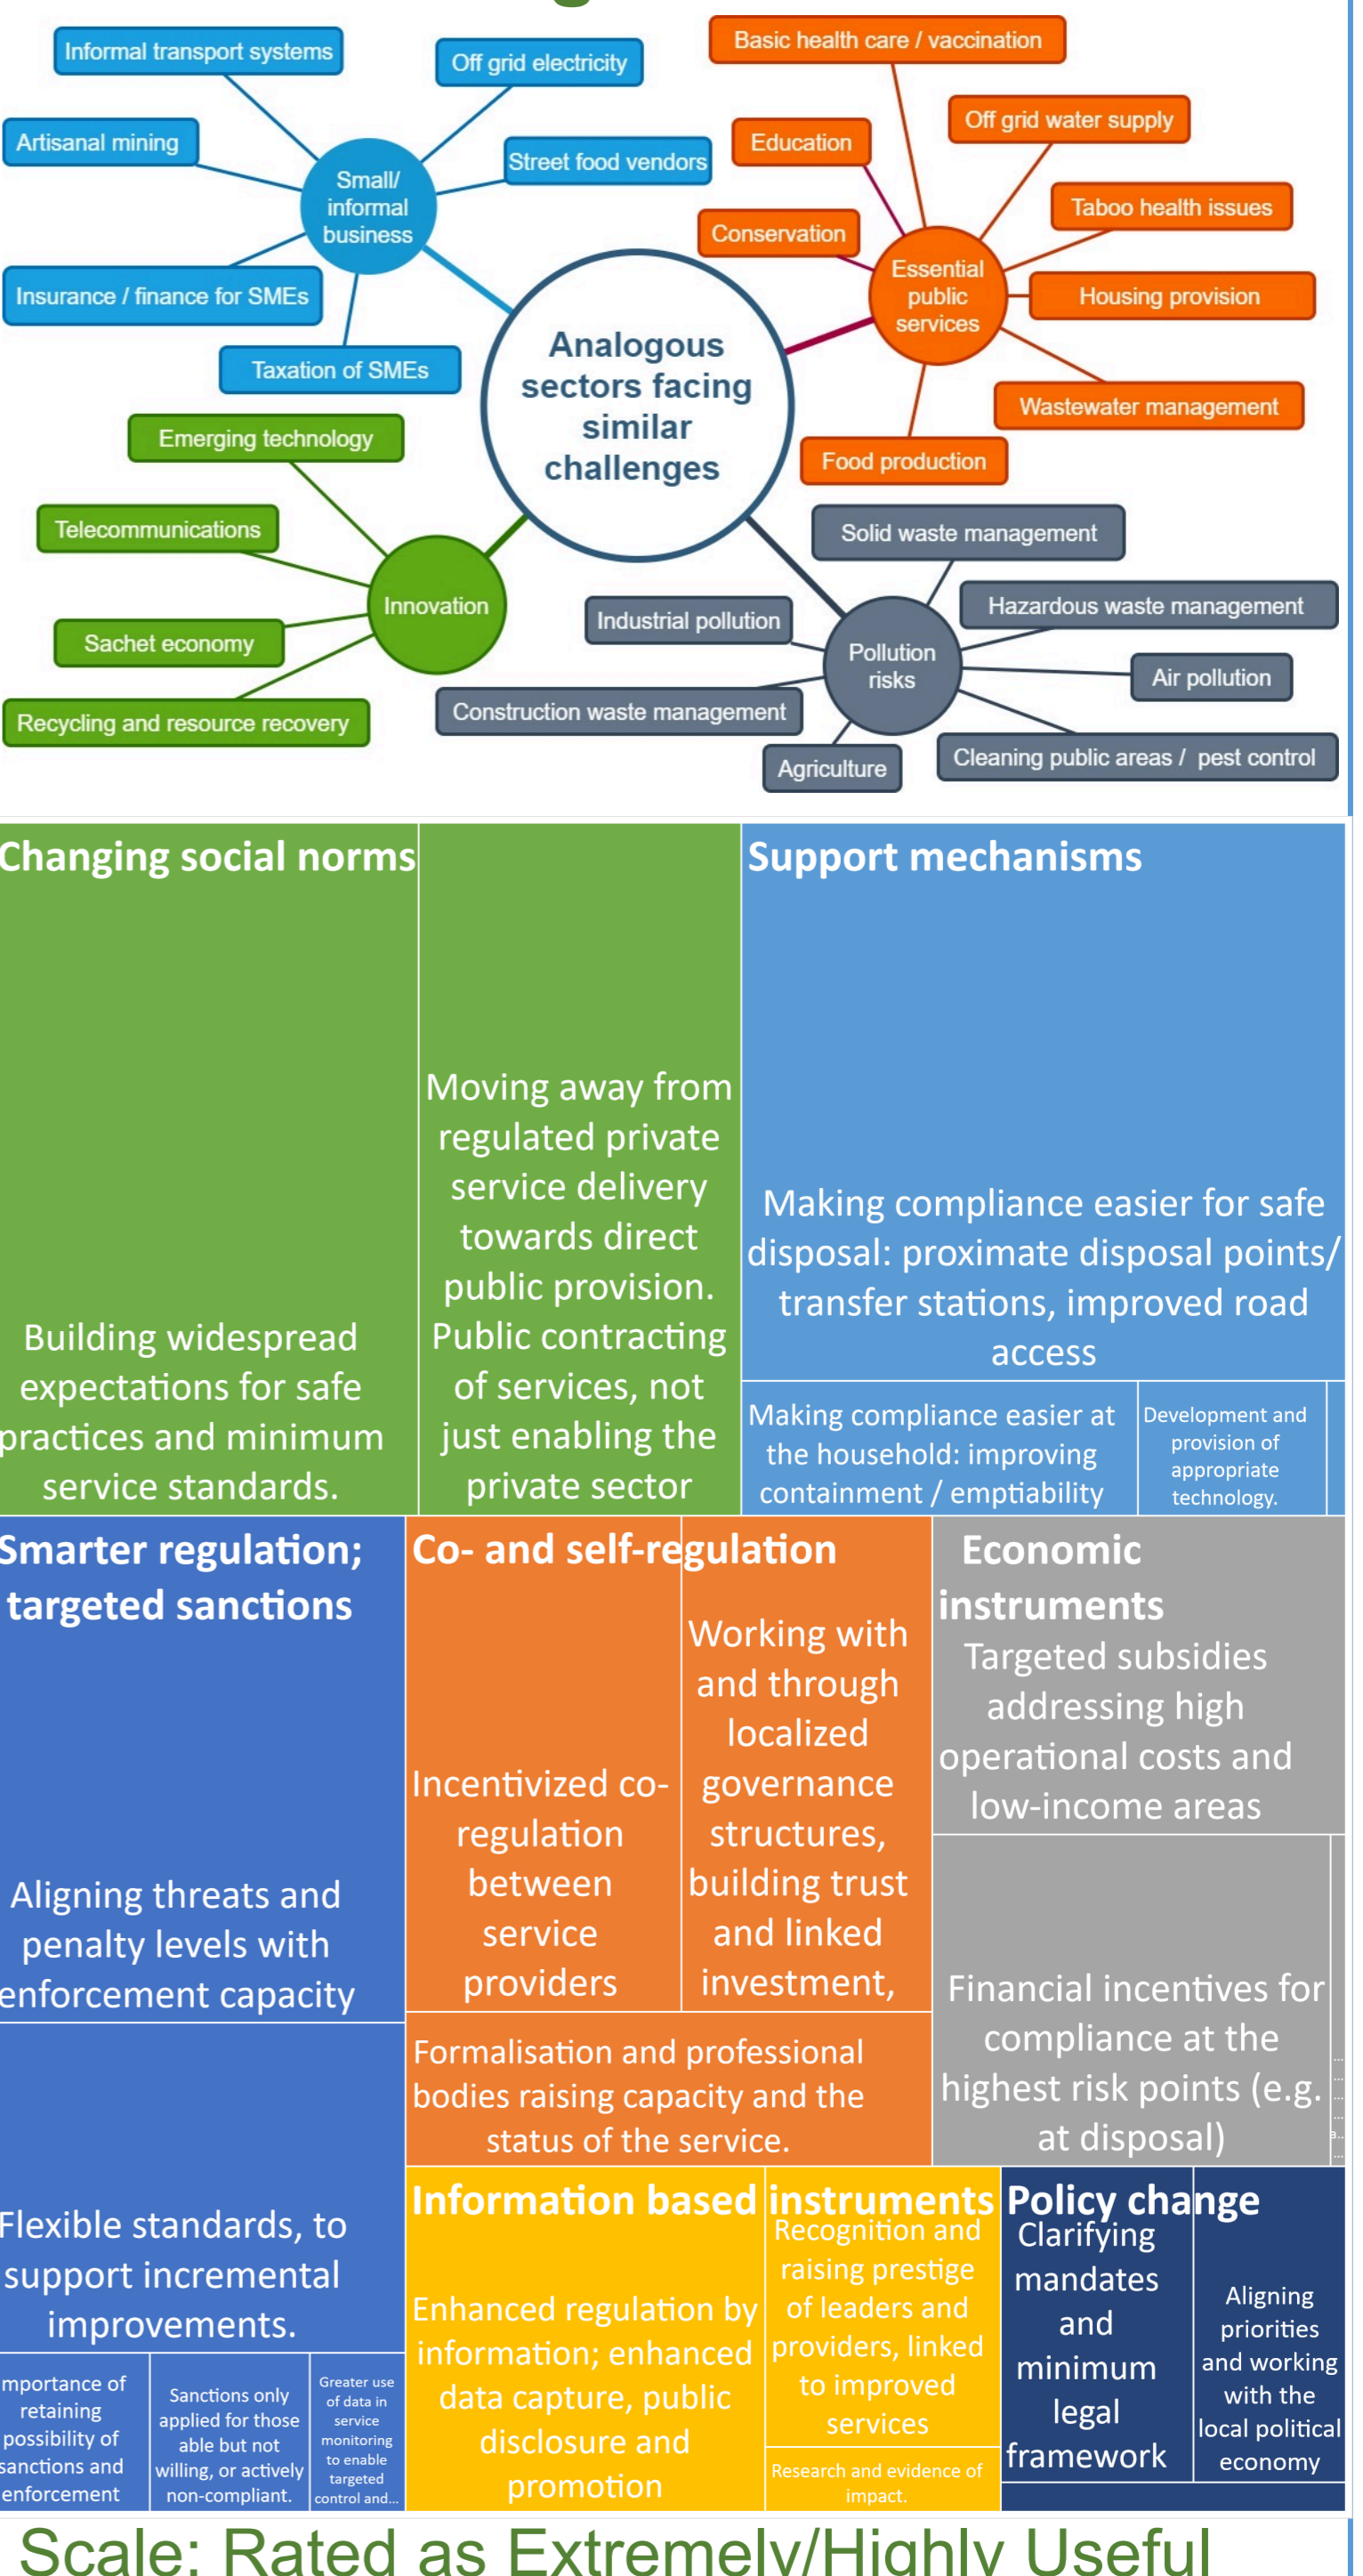 Informal transport systems
Off grid electricity
Artisanal mining
Street food vendors
Small/
informal
business
Insurance / finance for SMEs
Taxation of SMEs
Basic health care / vaccination
Off grid water supply
Education
Taboo health issues
Conservation
Essential
public
services
Housing provision
Wastewater management
Food production
Analogous
sectors facing
similar
challenges
Emerging technology
Telecommunications
Innovation
Sachet economy
Recycling and resource recovery
Solid waste management
Hazardous waste management
Industrial pollution
Pollution
risks
Air pollution
Construction waste management
Agriculture
Cleaning public areas / pest control
Changing social norms
Building widespread
expectations for safe
practices and minimum
service standards.
Moving away from
regulated private
service delivery
towards direct
public provision.
Public contracting
of services, not
just enabling the
private sector
Support mechanisms
Making compliance easier for safe
disposal: proximate disposal points/
transfer stations, improved road
access
Making compliance easier at
the household: improving
containment / emptiability
Development and
provision of
appropriate
technology.
Smarter regulation;
targeted sanctions
Aligning threats and
penalty levels with
enforcement capacity
Flexible standards, to
support incremental
improvements.
mportance of
retaining
possibility of
sanctions and
enforcement
Sanctions only
applied for those
able but not
willing, or actively
non-compliant.
Greater use
of data in
service
monitoring
to enable
targeted
control and...
Co- and self-regulation
Incentivized co-
regulation
between
service
providers
Working with
and through
localized
governance
structures,
building trust
and linked
investment,
Formalisation and professional
bodies raising capacity and the
status of the service.
Economic
instruments
Targeted subsidies
addressing high
operational costs and
low-income areas
Financial incentives for
compliance at the
highest risk points (e.g.
at disposal)
Information based instruments
Enhanced regulation by
information; enhanced
data capture, public
disclosure and
promotion
Recognition and
raising prestige
of leaders and
providers, linked
to improved
services
Research and evidence of
impact.
Policy change
Clarifying
mandates
and
minimum
legal
framework
Aligning
priorities
and working
with the
local political
economy
Scale: Rated as Extremely/Highly Useful